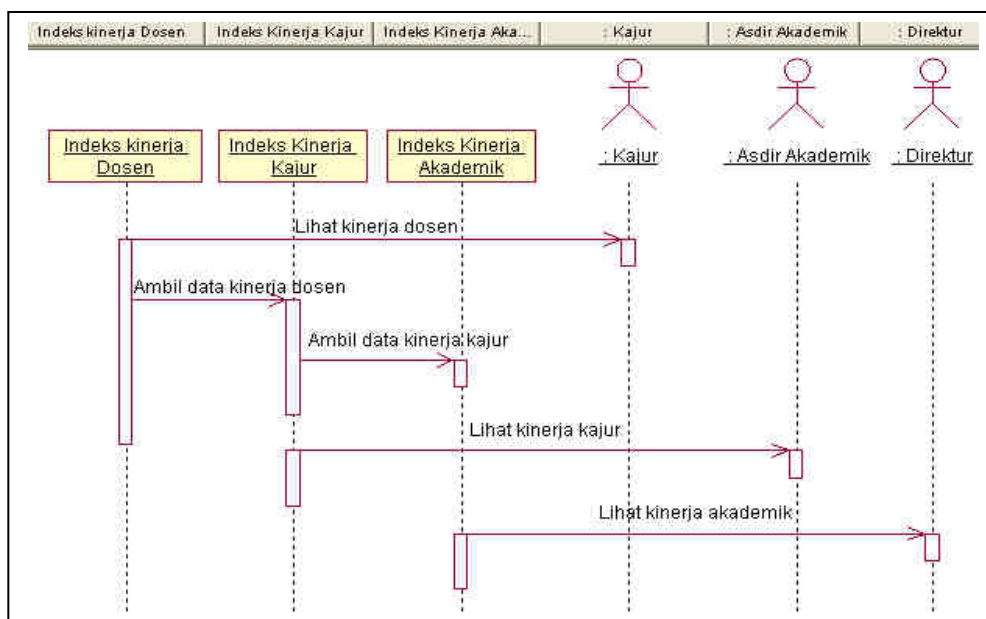 Indeks kinerja Dosen
Indeks Kinerja Kajur
Indeks Kinerja Aka...
: Kajur
: Asdir Akademik
: Direktur
Indeks kinerja
Dosen
Indeks Kinerja
Kajur
Indeks Kinerja
Akademik
: Kajur
: Asdir Akademik
: Direktur
Lihat kinerja dosen
Ambil data kinerja dosen
Ambil data kinerja kajur
Lihat kinerja kajur
Lihat kinerja akademik